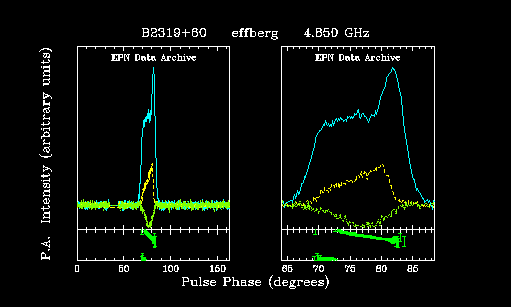 B2319+60 effberg 4.850 GHz
EPN Data Archive EPN Data Archive
P.A. Intensity (arbitrary units)
0 50 100 160 65 70 75 80 85
Pulse Phase (degrees)